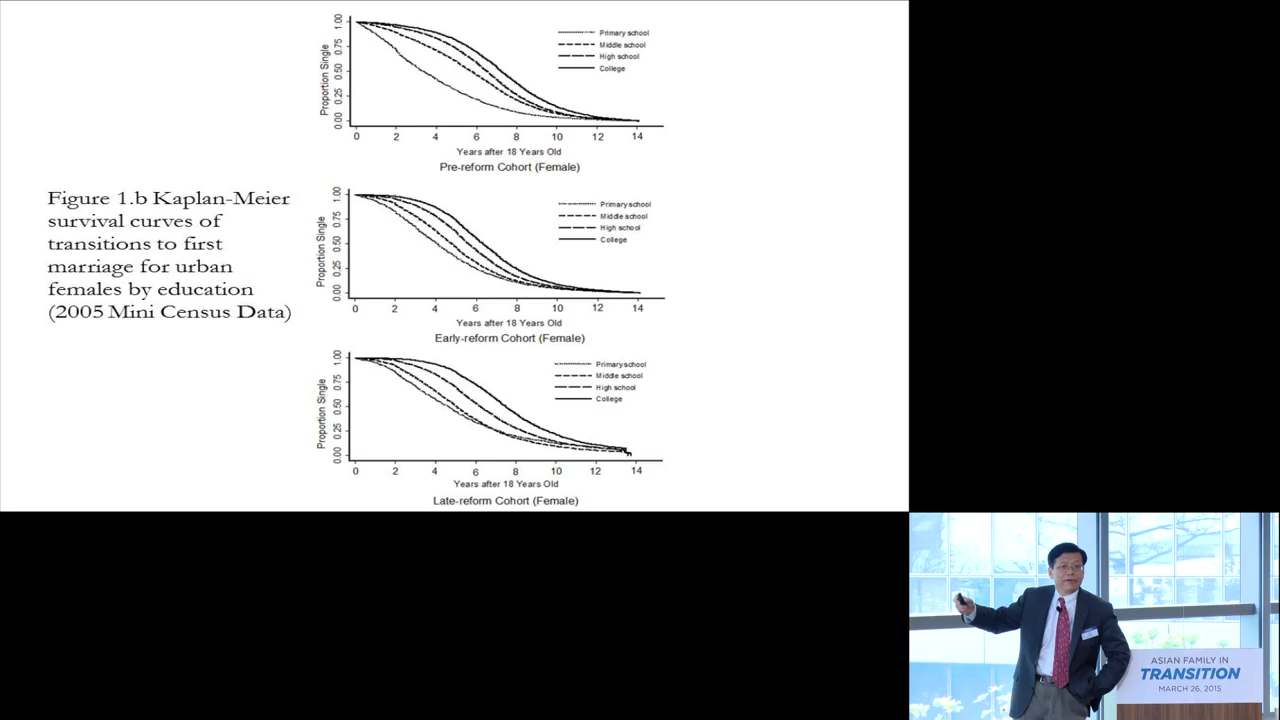 Figure 1.b Kaplan-Meier
survival curves of
transitions to first
marriage for urban
females by education
(2005 Mini Census Data)
Proportion Single
1.00
0.75
0.50
0.25
0.00
0 2 4 6 8 10 12 14
Years after 18 Years Old
Pre-reform Cohort (Female)
Primary school
Middle school
High school
College
Proportion Single
1.00
0.75
0.50
0.25
0.00
0 2 4 6 8 10 12 14
Years after 18 Years Old
Early-reform Cohort (Female)
Primary school
Middle school
High school
College
Proportion Single
1.00
0.75
0.50
0.25
0.00
0 2 4 6 8 10 12 14
Years after 18 Years Old
Late-reform Cohort (Female)
Primary school
Middle school
High school
College
ASIAN FAMILY IN
TRANSITION
MARCH 26, 2015